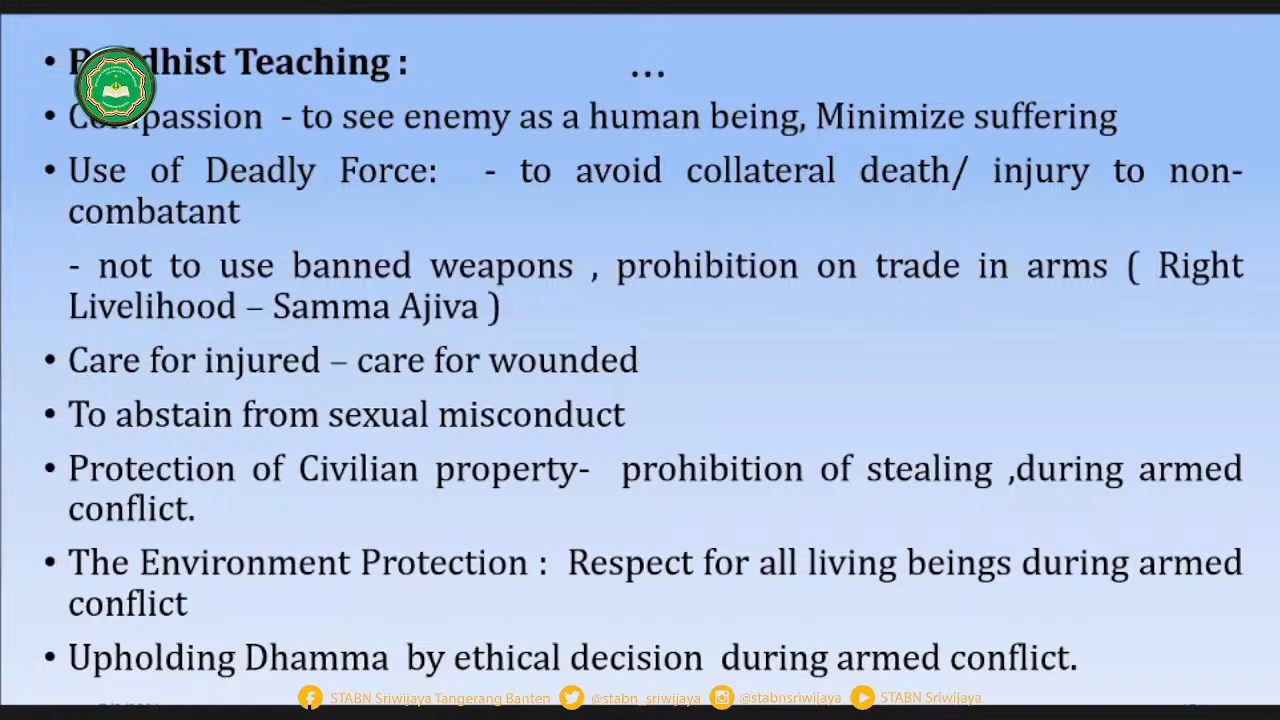 • Buddhist Teaching : ...
• Compassion - to see enemy as a human being, Minimize suffering
• Use of Deadly Force: - to avoid collateral death/ injury to non-
combatant
- not to use banned weapons , prohibition on trade in arms ( Right
Livelihood – Samma Ajiva )
• Care for injured – care for wounded
• To abstain from sexual misconduct
• Protection of Civilian property- prohibition of stealing ,during armed
conflict.
• The Environment Protection : Respect for all living beings during armed
conflict
• Upholding Dhamma by ethical decision during armed conflict.
STABN Sriwijaya Tangerang Banten @stabn_sriwijaya @stabnsriwijaya STABN Sriwijaya